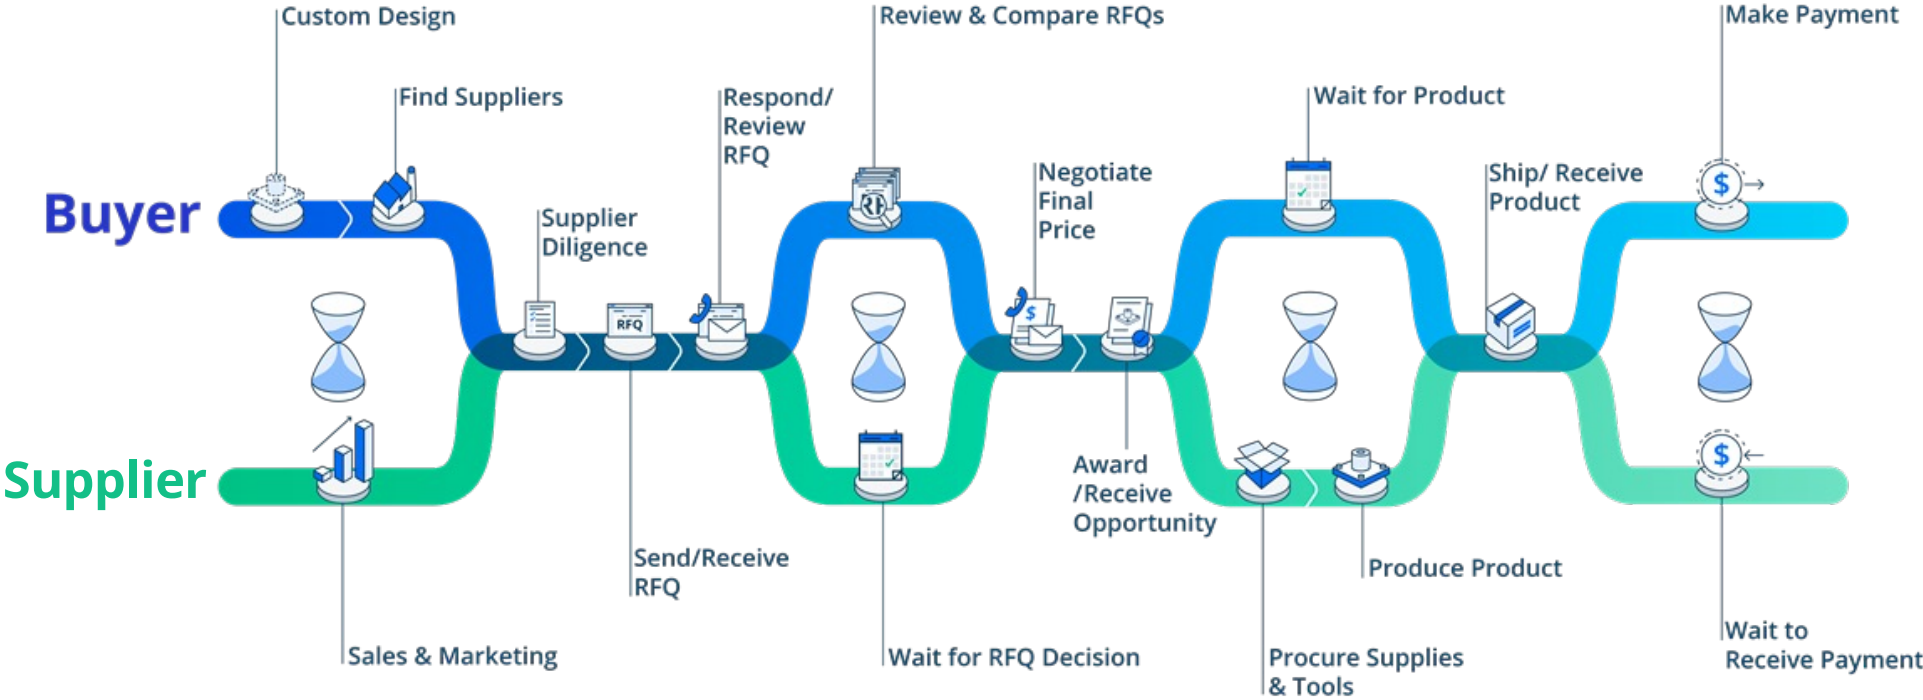 Custom Design
Review & Compare RFQs
Make Payment
Find Suppliers
Respond/
Review
RFQ
Wait for Product
Negotiate
Final
Price
Ship/ Receive
Product
Buyer
Supplier
Diligence
RFQ
RF
$
$
$
Supplier
Award
/Receive
Opportunity
Send/Receive
RFQ
Produce Product
Sales & Marketing
Wait for RFQ Decision
Procure Supplies
& Tools
Wait to
Receive Payment